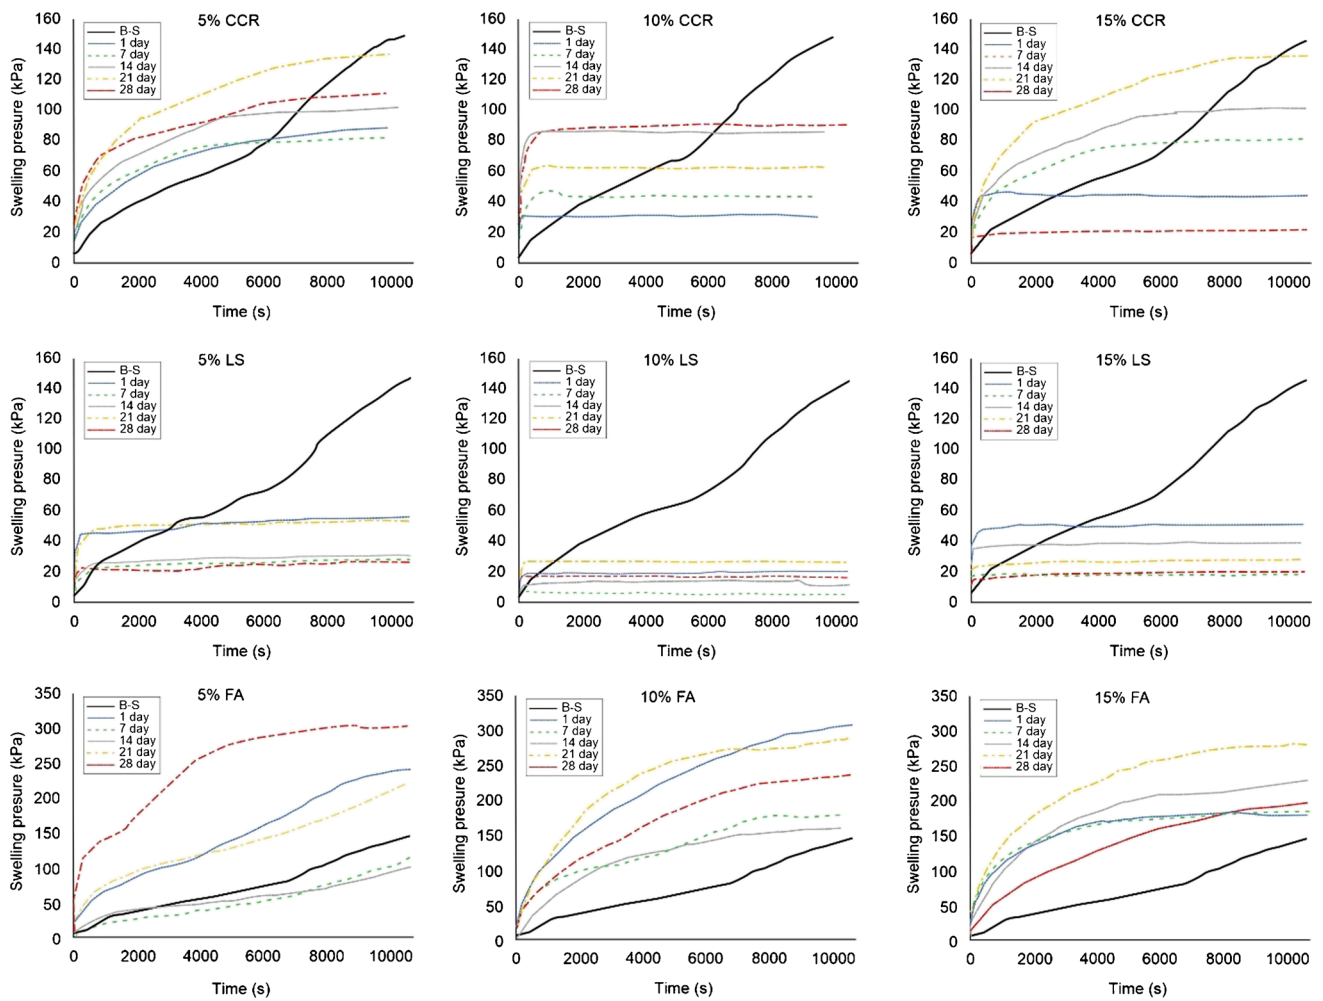 5% CCR
Swelling presure (kPa)
160
140
120
100
80
60
40
20
0
B-S
1 day
7 day
14 day
21 day
28 day
0 2000 4000 6000 8000 10000
Time (s)
10% CCR
Swelling presure (kPa)
160
140
120
100
80
60
40
20
0
B-S
1 day
7 day
14 day
21 day
28 day
0 2000 4000 6000 8000 10000
Time (s)
15% CCR
Swelling presure (kPa)
160
140
120
100
80
60
40
20
0
B-S
1 day
7 day
14 day
21 day
28 day
0 2000 4000 6000 8000 10000
Time (s)
5% LS
Swelling presure (kPa)
160
140
120
100
80
60
40
20
0
B-S
1 day
7 day
14 day
21 day
28 day
0 2000 4000 6000 8000 10000
Time (s)
10% LS
Swelling presure (kPa)
160
140
120
100
80
60
40
20
0
B-S
1 day
7 day
14 day
21 day
28 day
0 2000 4000 6000 8000 10000
Time (s)
15% LS
Swelling presure (kPa)
160
140
120
100
80
60
40
20
0
B-S
1 day
7 day
14 day
21 day
28 day
0 2000 4000 6000 8000 10000
Time (s)
5% FA
Swelling presure (kPa)
350
300
250
200
150
100
50
0
B-S
1 day
7 day
14 day
21 day
28 day
0 2000 4000 6000 8000 10000
Time (s)
10% FA
Swelling presure (kPa)
350
300
250
200
150
100
50
0
B-S
1 day
7 day
14 day
21 day
28 day
0 2000 4000 6000 8000 10000
Time (s)
15% FA
Swelling presure (kPa)
350
300
250
200
150
100
50
0
B-S
1 day
7 day
14 day
21 day
28 day
0 2000 4000 6000 8000 10000
Time (s)